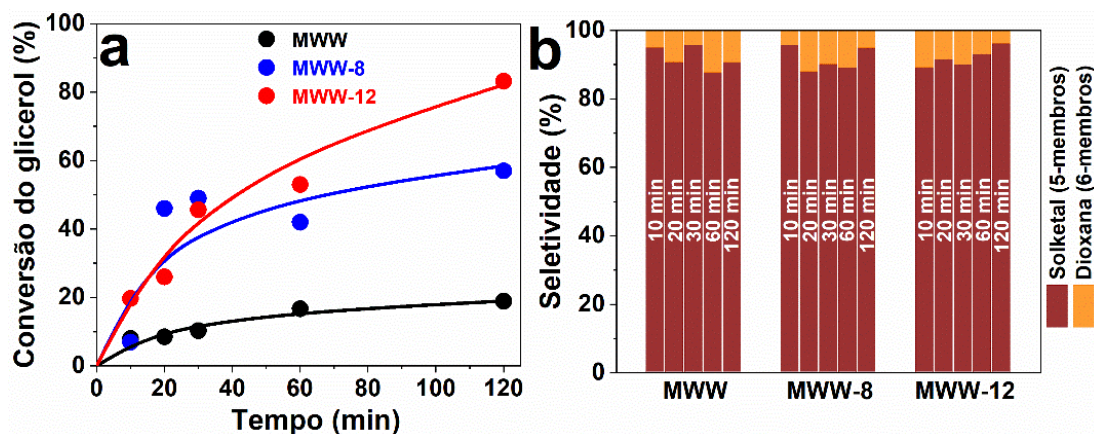 a
MWW
MWW-8
MWW-12
Conversão do glicerol (%)
100
80
60
40
20
0
0 20 40 60 80 100 120
Tempo (min)
b
Seletividade (%)
100
80
60
40
20
0
10 min
20 min
30 min
60 min
120 min
10 min
20 min
30 min
60 min
120 min
10 min
20 min
30 min
60 min
120 min
MWW MWW-8 MWW-12
Solketal (5-membros)
Dioxana (6-membros)